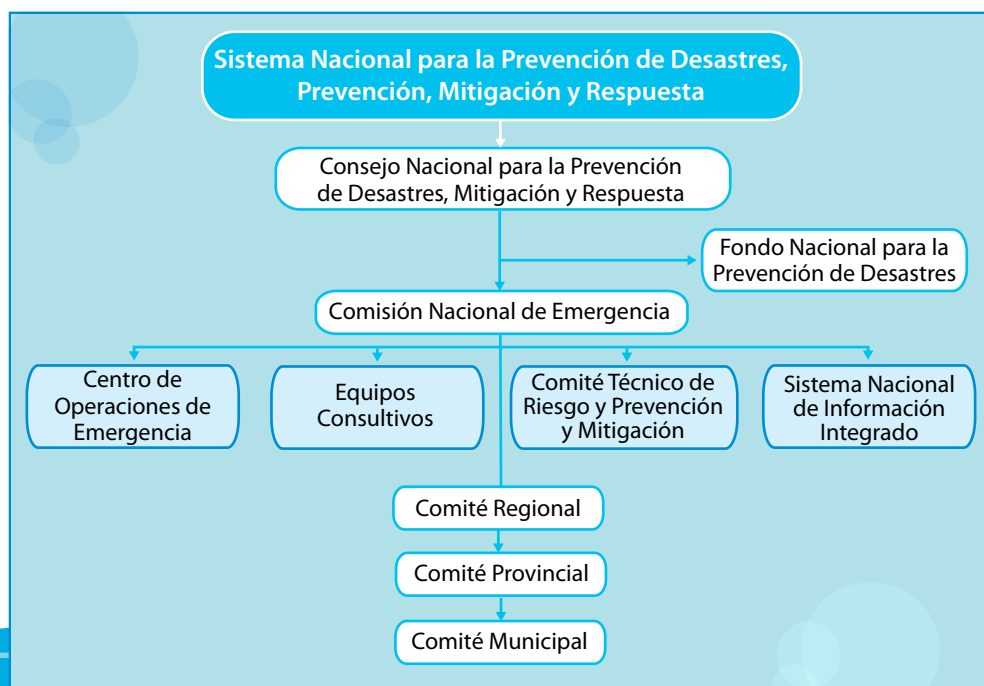 Sistema Nacional para la Prevención de Desastres,
Prevención, Mitigación y Respuesta
Consejo Nacional para la Prevención
de Desastres, Mitigación y Respuesta
Fondo Nacional para la
Prevención de Desastres
Comisión Nacional de Emergencia
Centro de
Operaciones de
Emergencia
Equipos
Consultivos
Comité Técnico de
Riesgo y Prevención
y Mitigación
Sistema Nacional
de Información
Integrado
Comité Regional
Comité Provincial
Comité Municipal